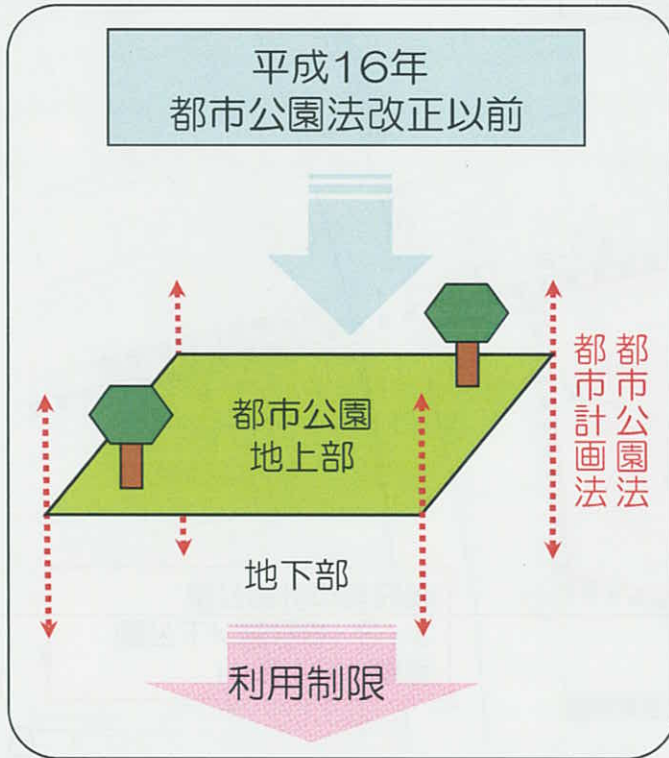 平成16年
都市公園法改正以前
都市公園法
都市計画法
都市公園
地上部
地下部
利用制限